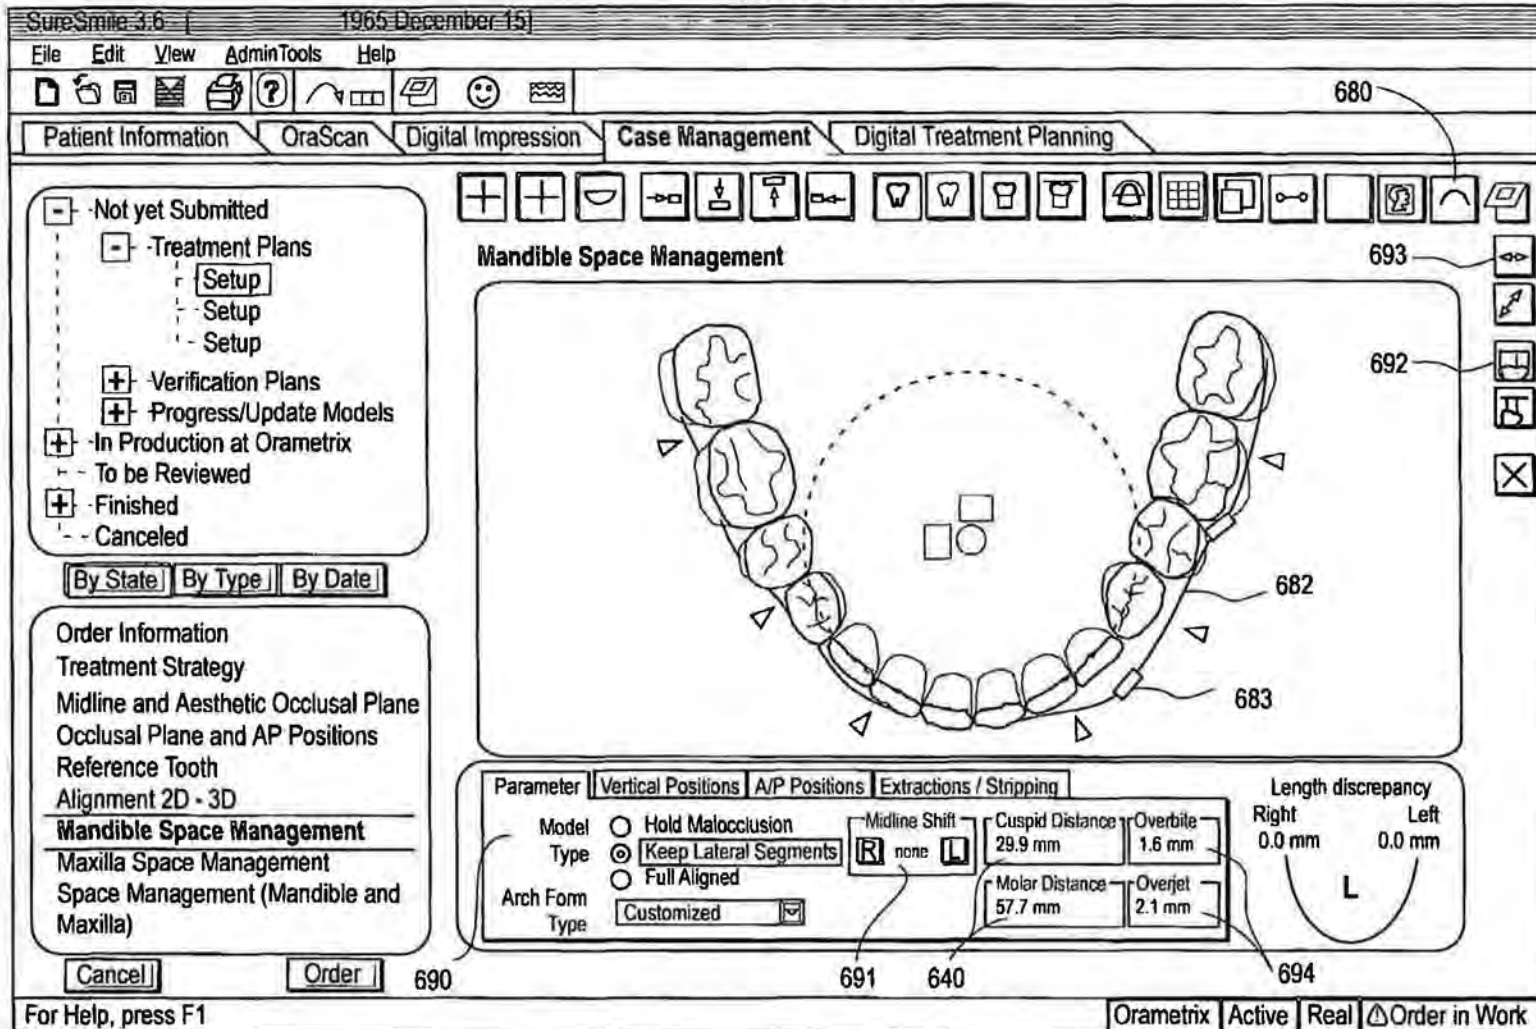 SureSmile 3.6 - [ 1965 December 15]
File Edit View AdminTools Help
?
680
Patient Information OraScan Digital Impression Case Management Digital Treatment Planning
Not yet Submitted
Treatment Plans
Setup
Setup
Setup
Verification Plans
Progress/Update Models
In Production at Orametrix
To be Reviewed
Finished
Canceled
By State By Type By Date
Order Information
Treatment Strategy
Midline and Aesthetic Occlusal Plane
Occlusal Plane and AP Positions
Reference Tooth
Alignment 2D - 3D
Mandible Space Management
Maxilla Space Management
Space Management (Mandible and
Maxilla)
Cancel Order
Mandible Space Management
693
692
682
683
Parameter Vertical Positions A/P Positions Extractions / Stripping
Model Type
Hold Malocclusion
Keep Lateral Segments
Full Aligned
Arch Form Type
Customized
Midline Shift
R none L
Cuspid Distance
29.9 mm
Overbite
1.6 mm
Molar Distance
57.7 mm
Overjet
2.1 mm
Length discrepancy
Right Left
0.0 mm 0.0 mm
L
690 691 640 694
For Help, press F1 Orametrix Active Real Order in Work